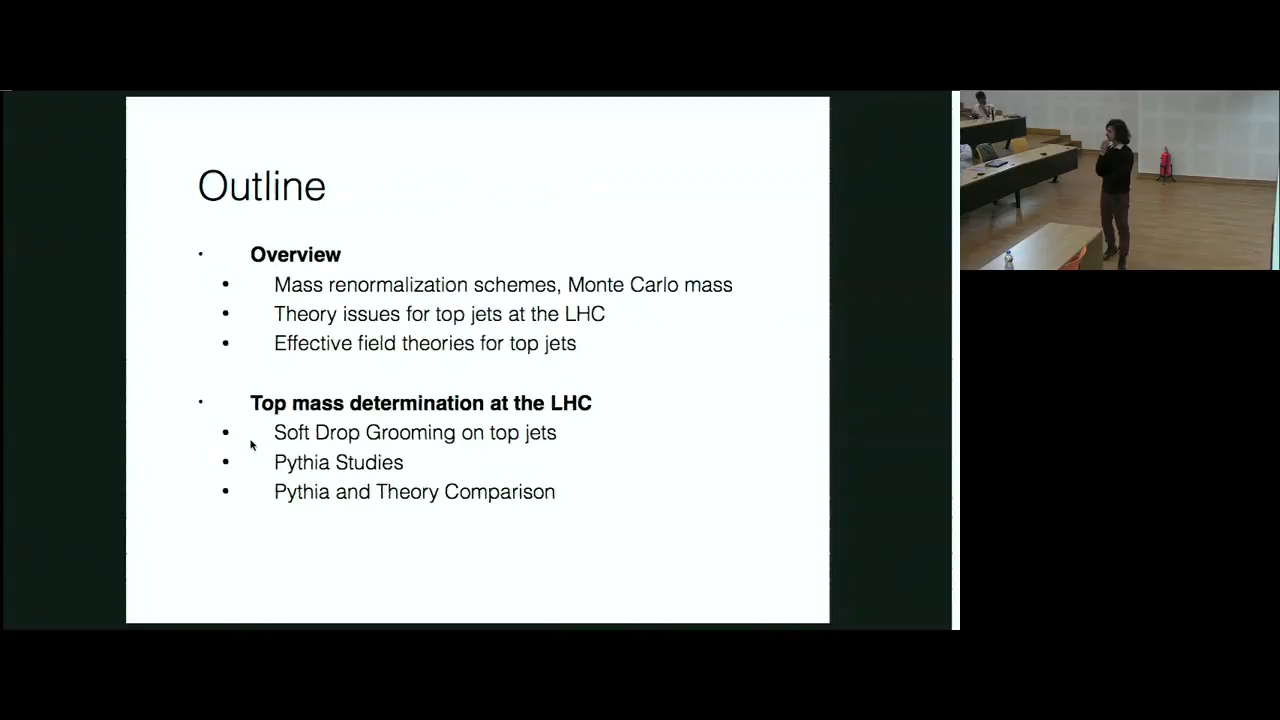 Outline
• Overview
• Mass renormalization schemes, Monte Carlo mass
• Theory issues for top jets at the LHC
• Effective field theories for top jets
• Top mass determination at the LHC
• Soft Drop Grooming on top jets
• Pythia Studies
• Pythia and Theory Comparison